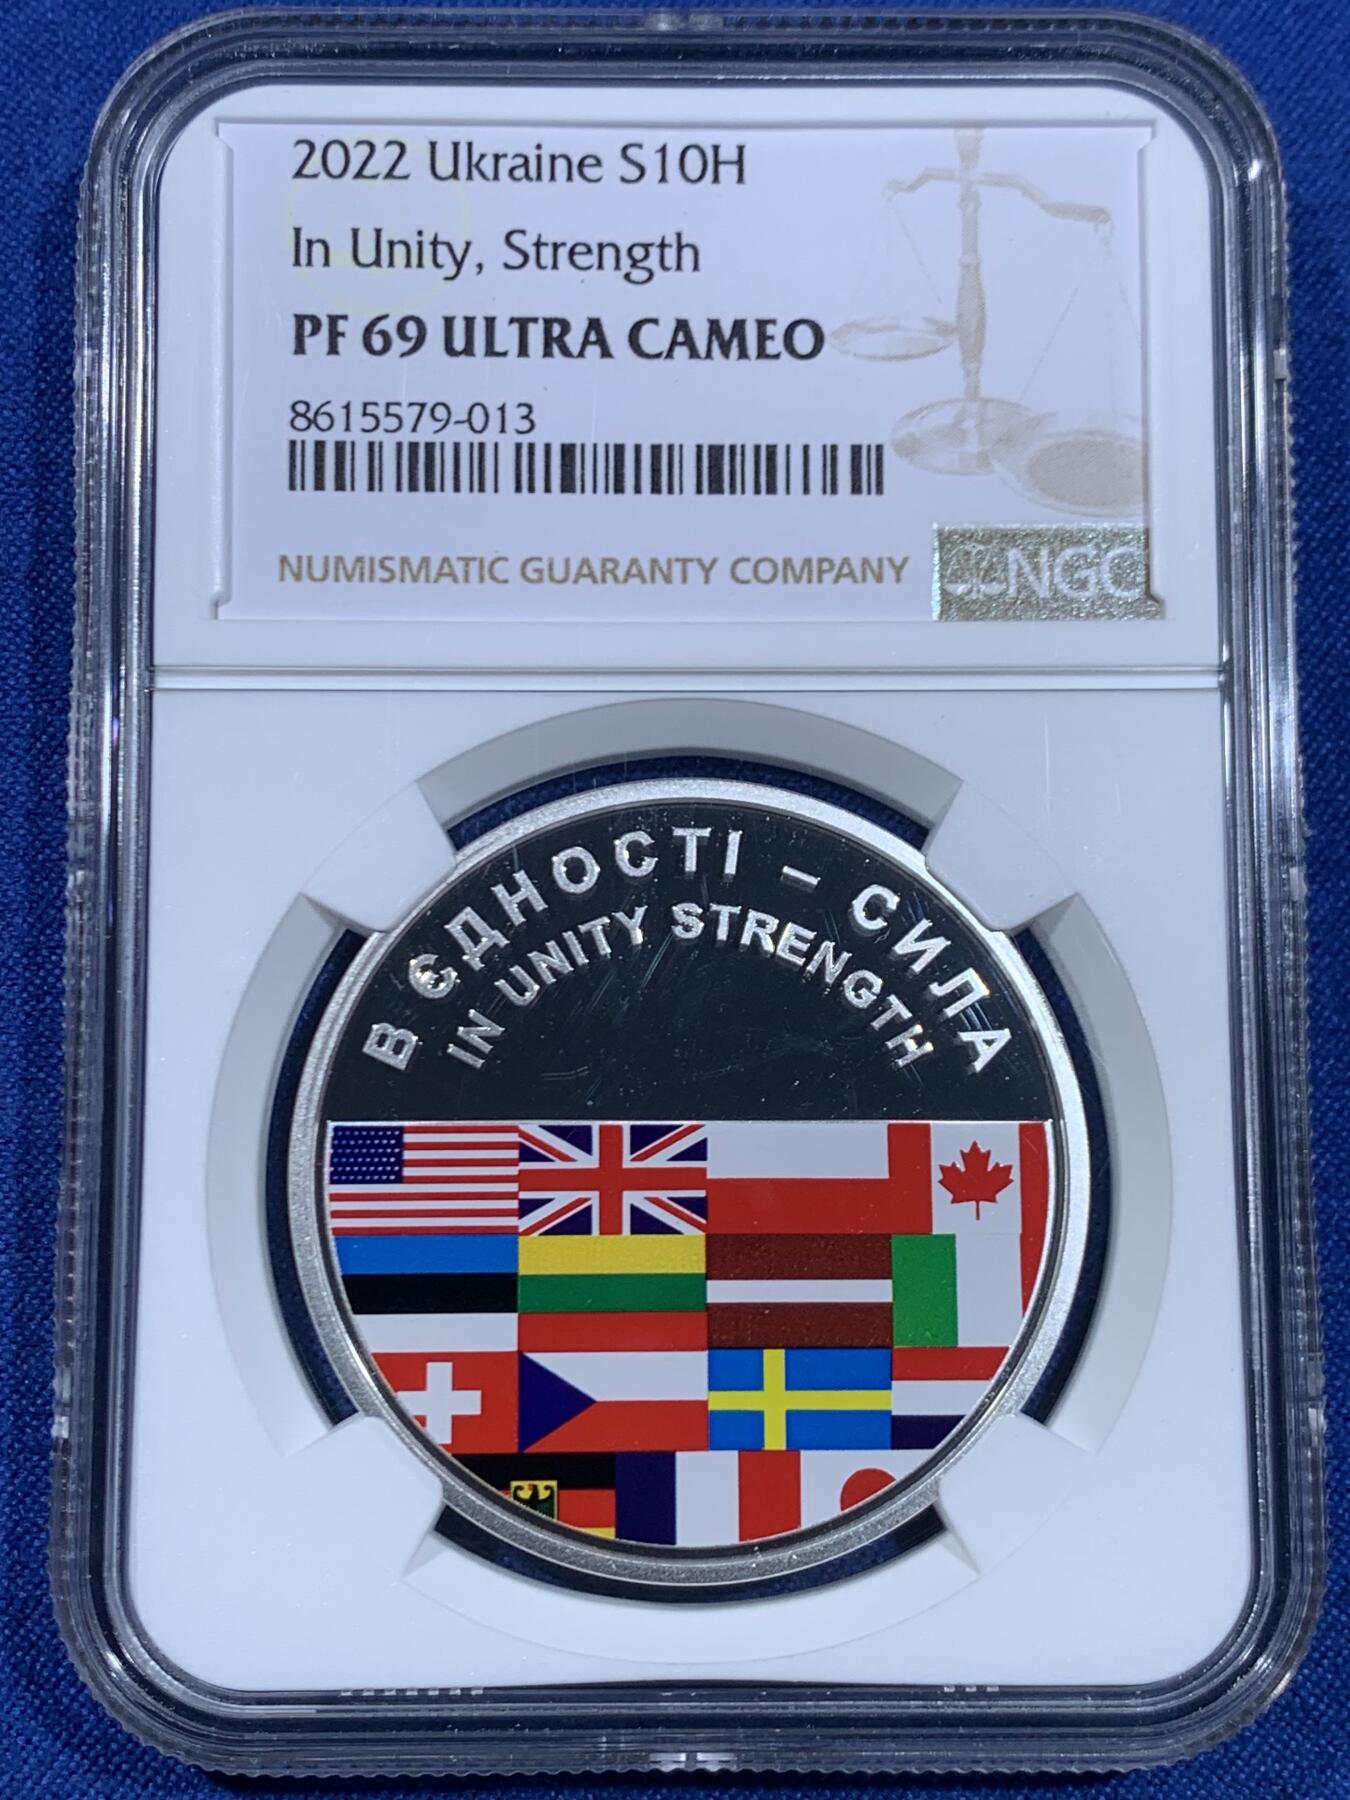 2022 Ukraine S10H
In Unity, Strength
PF 69 ULTRA CAMEO
8615579-013
NUMISMATIC GUARANTY COMPANY
NGC
В ЄДНОСТІ – СИЛА
IN UNITY STRENGTH